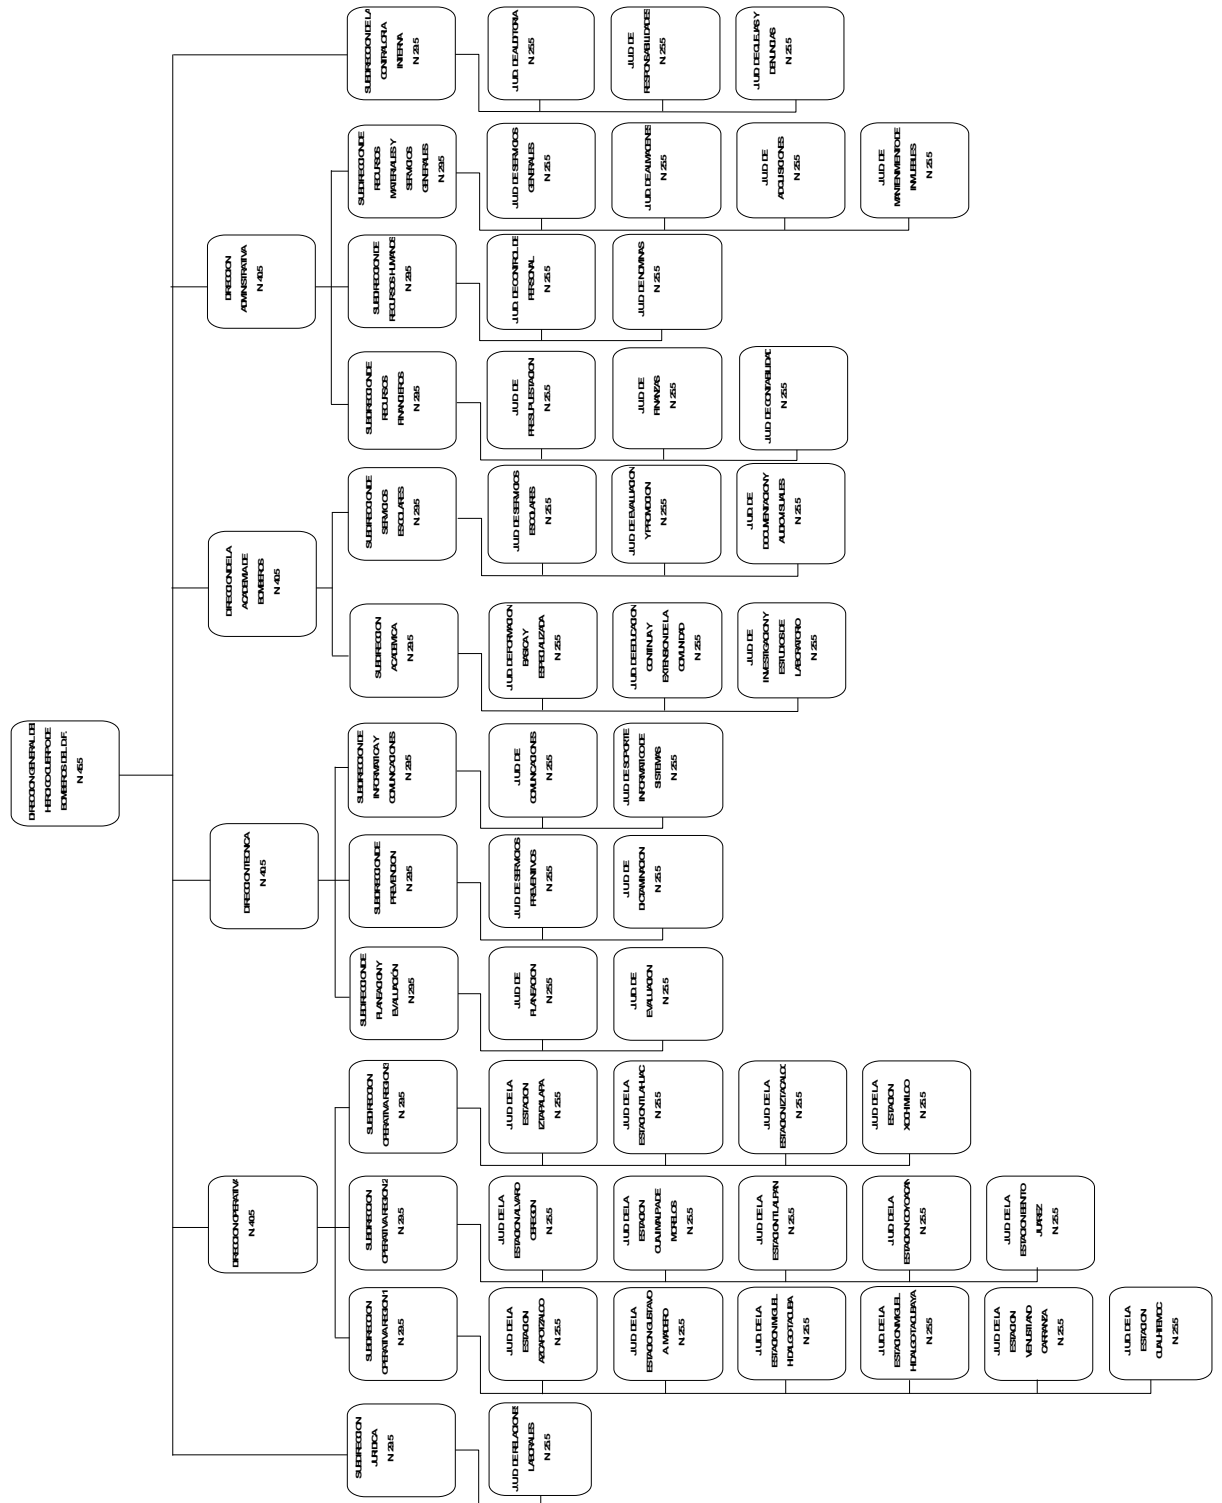 DIRECCION GENERAL DEL
HEROICO CUERPO DE
BOMBEROS DEL D.F.
N 45.5
SUBDIRECCION
JURIDICA
N 29.5
J.U.D. DE RELACIONES
LABORALES
N 25.5
DIRECCION OPERATIVA
N 40.5
SUBDIRECCION
OPERATIVA REGION 1
N 29.5
J.U.D. DE LA
ESTACION
AZCAPOTZALCO
N 25.5
J.U.D. DE LA
ESTACION GUSTAVO
A. MADERO
N 25.5
J.U.D. DE LA
ESTACION MIGUEL
HIDALGO TACUBA
N 25.5
J.U.D. DE LA
ESTACION MIGUEL
HIDALGO TACUBAYA
N 25.5
J.U.D. DE LA
ESTACION
VENUSTIANO
CARRANZA
N 25.5
J.U.D. DE LA
ESTACION
CUAUHTEMOC
N 25.5
SUBDIRECCION
OPERATIVA REGION 2
N 29.5
J.U.D. DE LA
ESTACION ALVARO
OBREGON
N 25.5
J.U.D. DE LA
ESTACION
CUAJIMALPA DE
MORELOS
N 25.5
J.U.D. DE LA
ESTACION TLALPAN
N 25.5
J.U.D. DE LA
ESTACION COYOACAN
N 25.5
J.U.D. DE LA
ESTACION BENITO
JUAREZ
N 25.5
SUBDIRECCION
OPERATIVA REGION 3
N 29.5
J.U.D. DE LA
ESTACION
IZTAPALAPA
N 25.5
J.U.D. DE LA
ESTACION TLAHUAC
N 25.5
J.U.D. DE LA
ESTACION IZTACALCO
N 25.5
J.U.D. DE LA
ESTACION
XOCHIMILCO
N 25.5
DIRECCION TECNICA
N 40.5
SUBDIRECCION DE
PLANEACION Y
EVALUACIÓN
N 29.5
J.U.D. DE
PLANEACION
N 25.5
J.U.D. DE
EVALUACION
N 25.5
SUBDIRECCION DE
PREVENCION
N 29.5
J.U.D. DE SERVICIOS
PREVENTIVOS
N 25.5
J.U.D. DE
DICTAMINACION
N 25.5
SUBDIRECCION DE
INFORMATICA Y
COMUNICACIONES
N 29.5
J.U.D. DE
COMUNICACIONES
N 25.5
J.U.D. DE SOPORTE
INFORMATICO DE
SISTEMAS
N 25.5
DIRECCION DE LA
ACADEMIA DE
BOMBEROS
N 40.5
SUBDIRECCION
ACADEMICA
N 29.5
J.U.D. DE FORMACION
BASICA Y
ESPECIALIZADA
N 25.5
J.U.D. DE EDUCACION
CONTINUA Y
EXTENSION DE LA
COMUNIDAD
N 25.5
J.U.D. DE
INVESTIGACION Y
ESTUDIOS DE
LABORATORIO
N 25.5
SUBDIRECCION DE
SERVICIOS
ESCOLARES
N 29.5
J.U.D. DE SERVICIOS
ESCOLARES
N 25.5
J.U.D. DE EVALUACION
Y PROMOCION
N 25.5
J.U.D. DE
DOCUMENTACION Y
AUDIOVISUALES
N 25.5
DIRECCION
ADMINISTRATIVA
N 40.5
SUBDIRECCION DE
RECURSOS
FINANCIEROS
N 29.5
J.U.D. DE
PRESUPUESTACION
N 25.5
J.U.D. DE
FINANZAS
N 25.5
J.U.D. DE CONTABILIDAD
N 25.5
SUBDIRECCION DE
RECURSOS HUMANOS
N 29.5
J.U.D. DE CONTROL DE
PERSONAL
N 25.5
J.U.D. DE NOMINAS
N 25.5
SUBDIRECCION DE
RECURSOS
MATERIALES Y
SERVICIOS
GENERALES
N 29.5
J.U.D. DE SERVICIOS
GENERALES
N 25.5
J.U.D. DE ALMACENES
N 25.5
J.U.D. DE
ADQUISICIONES
N 25.5
J.U.D. DE
MANTENIMIENTO DE
INMUEBLES
N 25.5
SUBDIRECCION DE LA
CONTRALORIA
INTERNA
N 29.5
J.U.D. DE AUDITORIA
N 25.5
J.U.D. DE
RESPONSABILIDADES
N 25.5
J.U.D. DE QUEJAS Y
DENUNCIAS
N 25.5